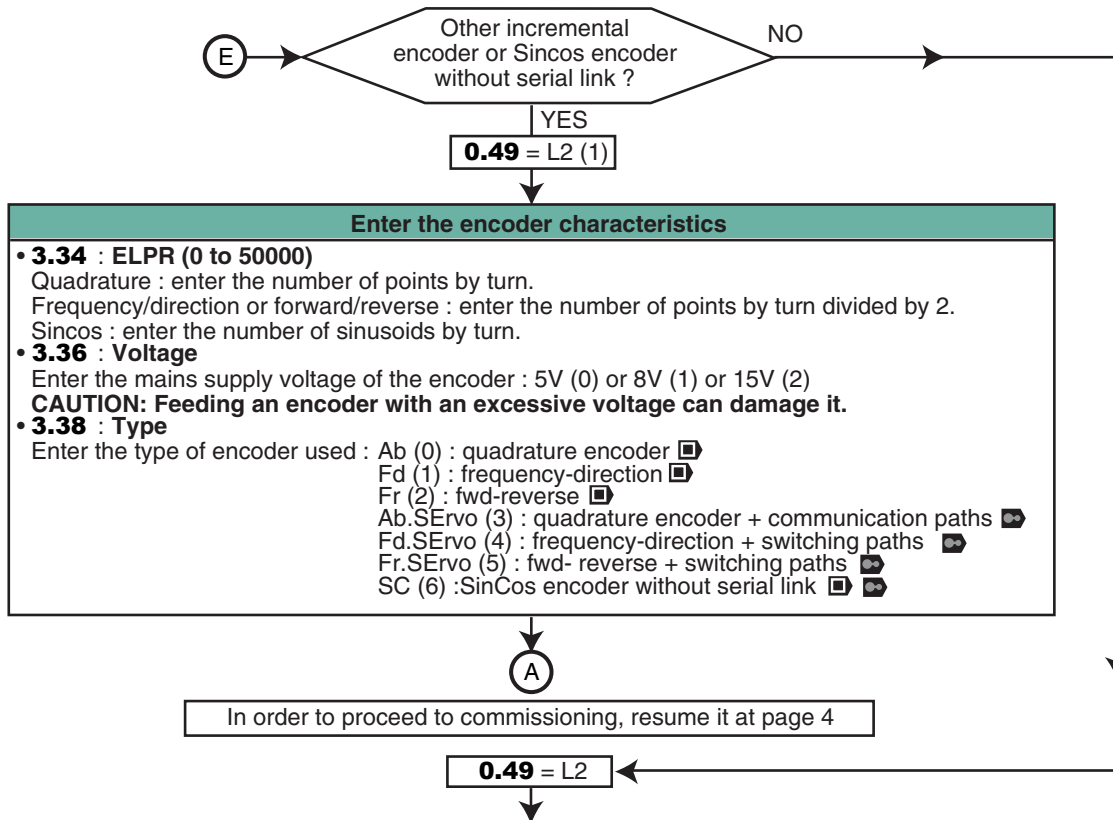 Other incremental
encoder or Sincos encoder
without serial link ?
NO
E
YES
0.49 = L2 (1)
Enter the encoder characteristics
• 3.34 : ELPR (0 to 50000)
Quadrature : enter the number of points by turn.
Frequency/direction or forward/reverse : enter the number of points by turn divided by 2.
Sincos : enter the number of sinusoids by turn.
• 3.36 : Voltage
Enter the mains supply voltage of the encoder : 5V (0) or 8V (1) or 15V (2)
CAUTION: Feeding an encoder with an excessive voltage can damage it.
• 3.38 : Type
Enter the type of encoder used : Ab (0) : quadrature encoder
Fd (1) : frequency-direction
Fr (2) : fwd-reverse
Ab.SErvo (3) : quadrature encoder + communication paths
Fd.SErvo (4) : frequency-direction + switching paths
Fr.SErvo (5) : fwd- reverse + switching paths
SC (6) :SinCos encoder without serial link
A
In order to proceed to commissioning, resume it at page 4
0.49 = L2